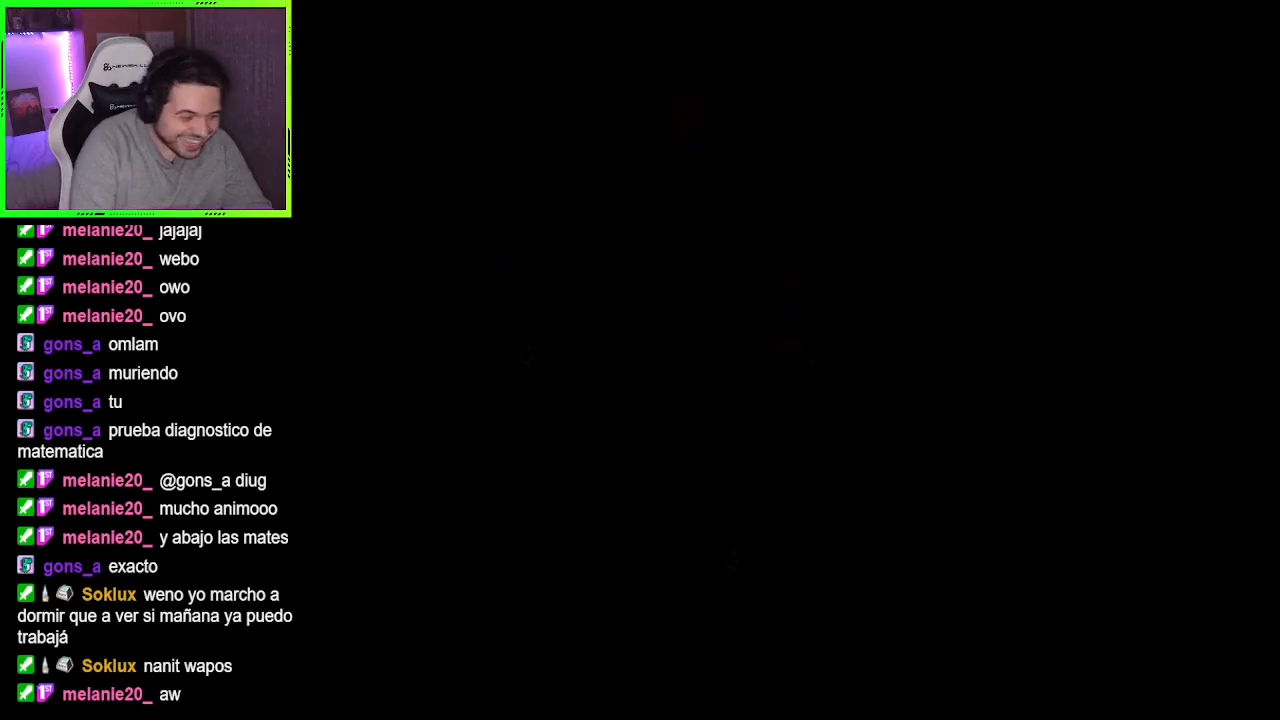 NEWSKILL
melanie20_ jajajaj
melanie20_ webo
melanie20_ owo
melanie20_ ovo
gons_a omlam
gons_a muriendo
gons_a tu
gons_a prueba diagnostico de
matematica
melanie20_ @gons_a diug
melanie20_ mucho animooo
melanie20_ y abajo las mates
gons_a exacto
Soklux weno yo marcho a
dormir que a ver si mañana ya puedo
trabajá
Soklux nanit wapos
melanie20_ aw